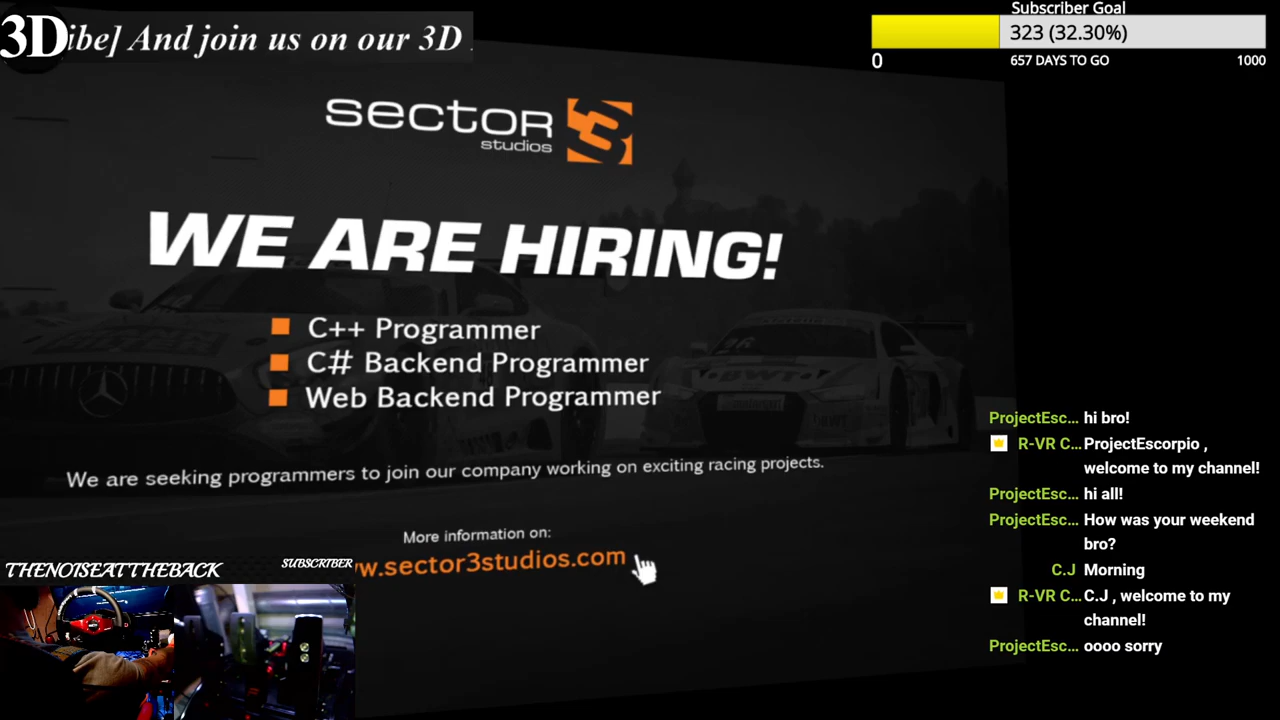 3D
ibe] And join us on our 3D
Subscriber Goal
323 (32.30%)
0
657 DAYS TO GO
1000
sector 3
studios
WE ARE HIRING!
C++ Programmer
C# Backend Programmer
Web Backend Programmer
We are seeking programmers to join our company working on exciting racing projects.
More information on:
w.sector3studios.com
THENOISEATTHEBACK
SUBSCRIBER
ProjectEsc... hi bro!
R-VR C... ProjectEscorpio ,
welcome to my channel!
ProjectEsc... hi all!
ProjectEsc... How was your weekend
bro?
C.J Morning
R-VR C... C.J , welcome to my
channel!
ProjectEsc... oooo sorry
26
BWT